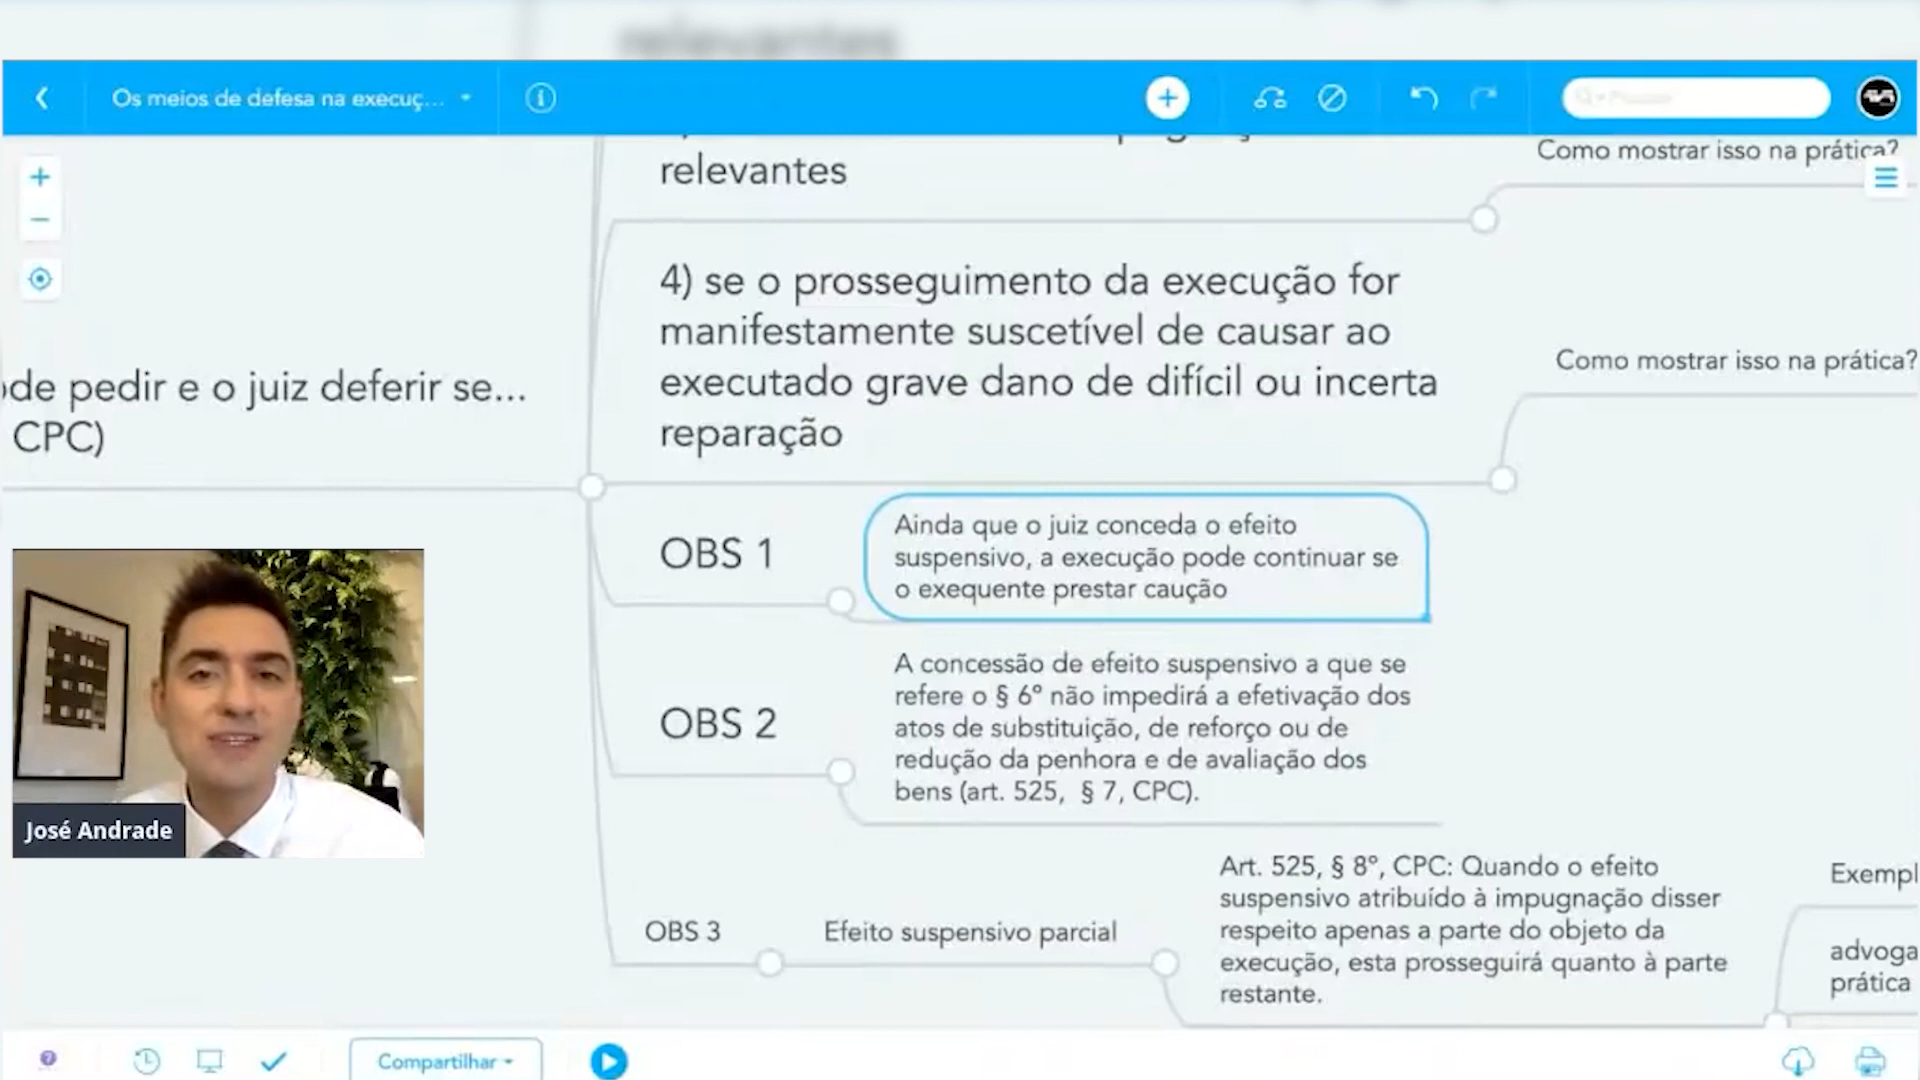 relevantes
Os meios de defesa na execuç...
relevantes
Como mostrar isso na prática?
4) se o prosseguimento da execução for
manifestamente suscetível de causar ao
executado grave dano de difícil ou incerta
reparação
Como mostrar isso na prática?
de pedir e o juiz deferir se...
CPC)
OBS 1
Ainda que o juiz conceda o efeito
suspensivo, a execução pode continuar se
o exequente prestar caução
OBS 2
A concessão de efeito suspensivo a que se
refere o § 6º não impedirá a efetivação dos
atos de substituição, de reforço ou de
redução da penhora e de avaliação dos
bens (art. 525, § 7, CPC).
José Andrade
OBS 3
Efeito suspensivo parcial
Art. 525, § 8º, CPC: Quando o efeito
suspensivo atribuído à impugnação disser
respeito apenas a parte do objeto da
execução, esta prosseguirá quanto à parte
restante.
Exempl
advoga
prática
Compartilhar